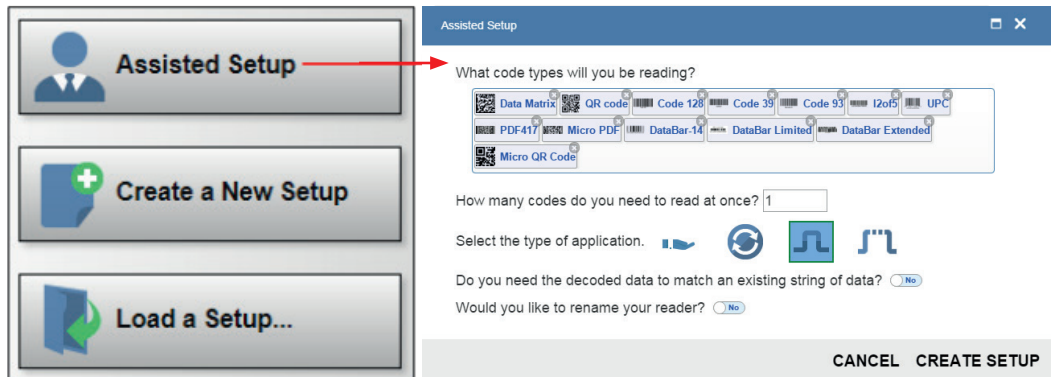 Assisted Setup
Create a New Setup
Load a Setup...
Assisted Setup
What code types will you be reading?
Data Matrix QR code Code 128 Code 39 Code 93 I2of5 UPC
PDF417 Micro PDF DataBar-14 DataBar Limited DataBar Extended
Micro QR Code
How many codes do you need to read at once? 1
Select the type of application.
Do you need the decoded data to match an existing string of data? No
Would you like to rename your reader? No
CANCEL CREATE SETUP